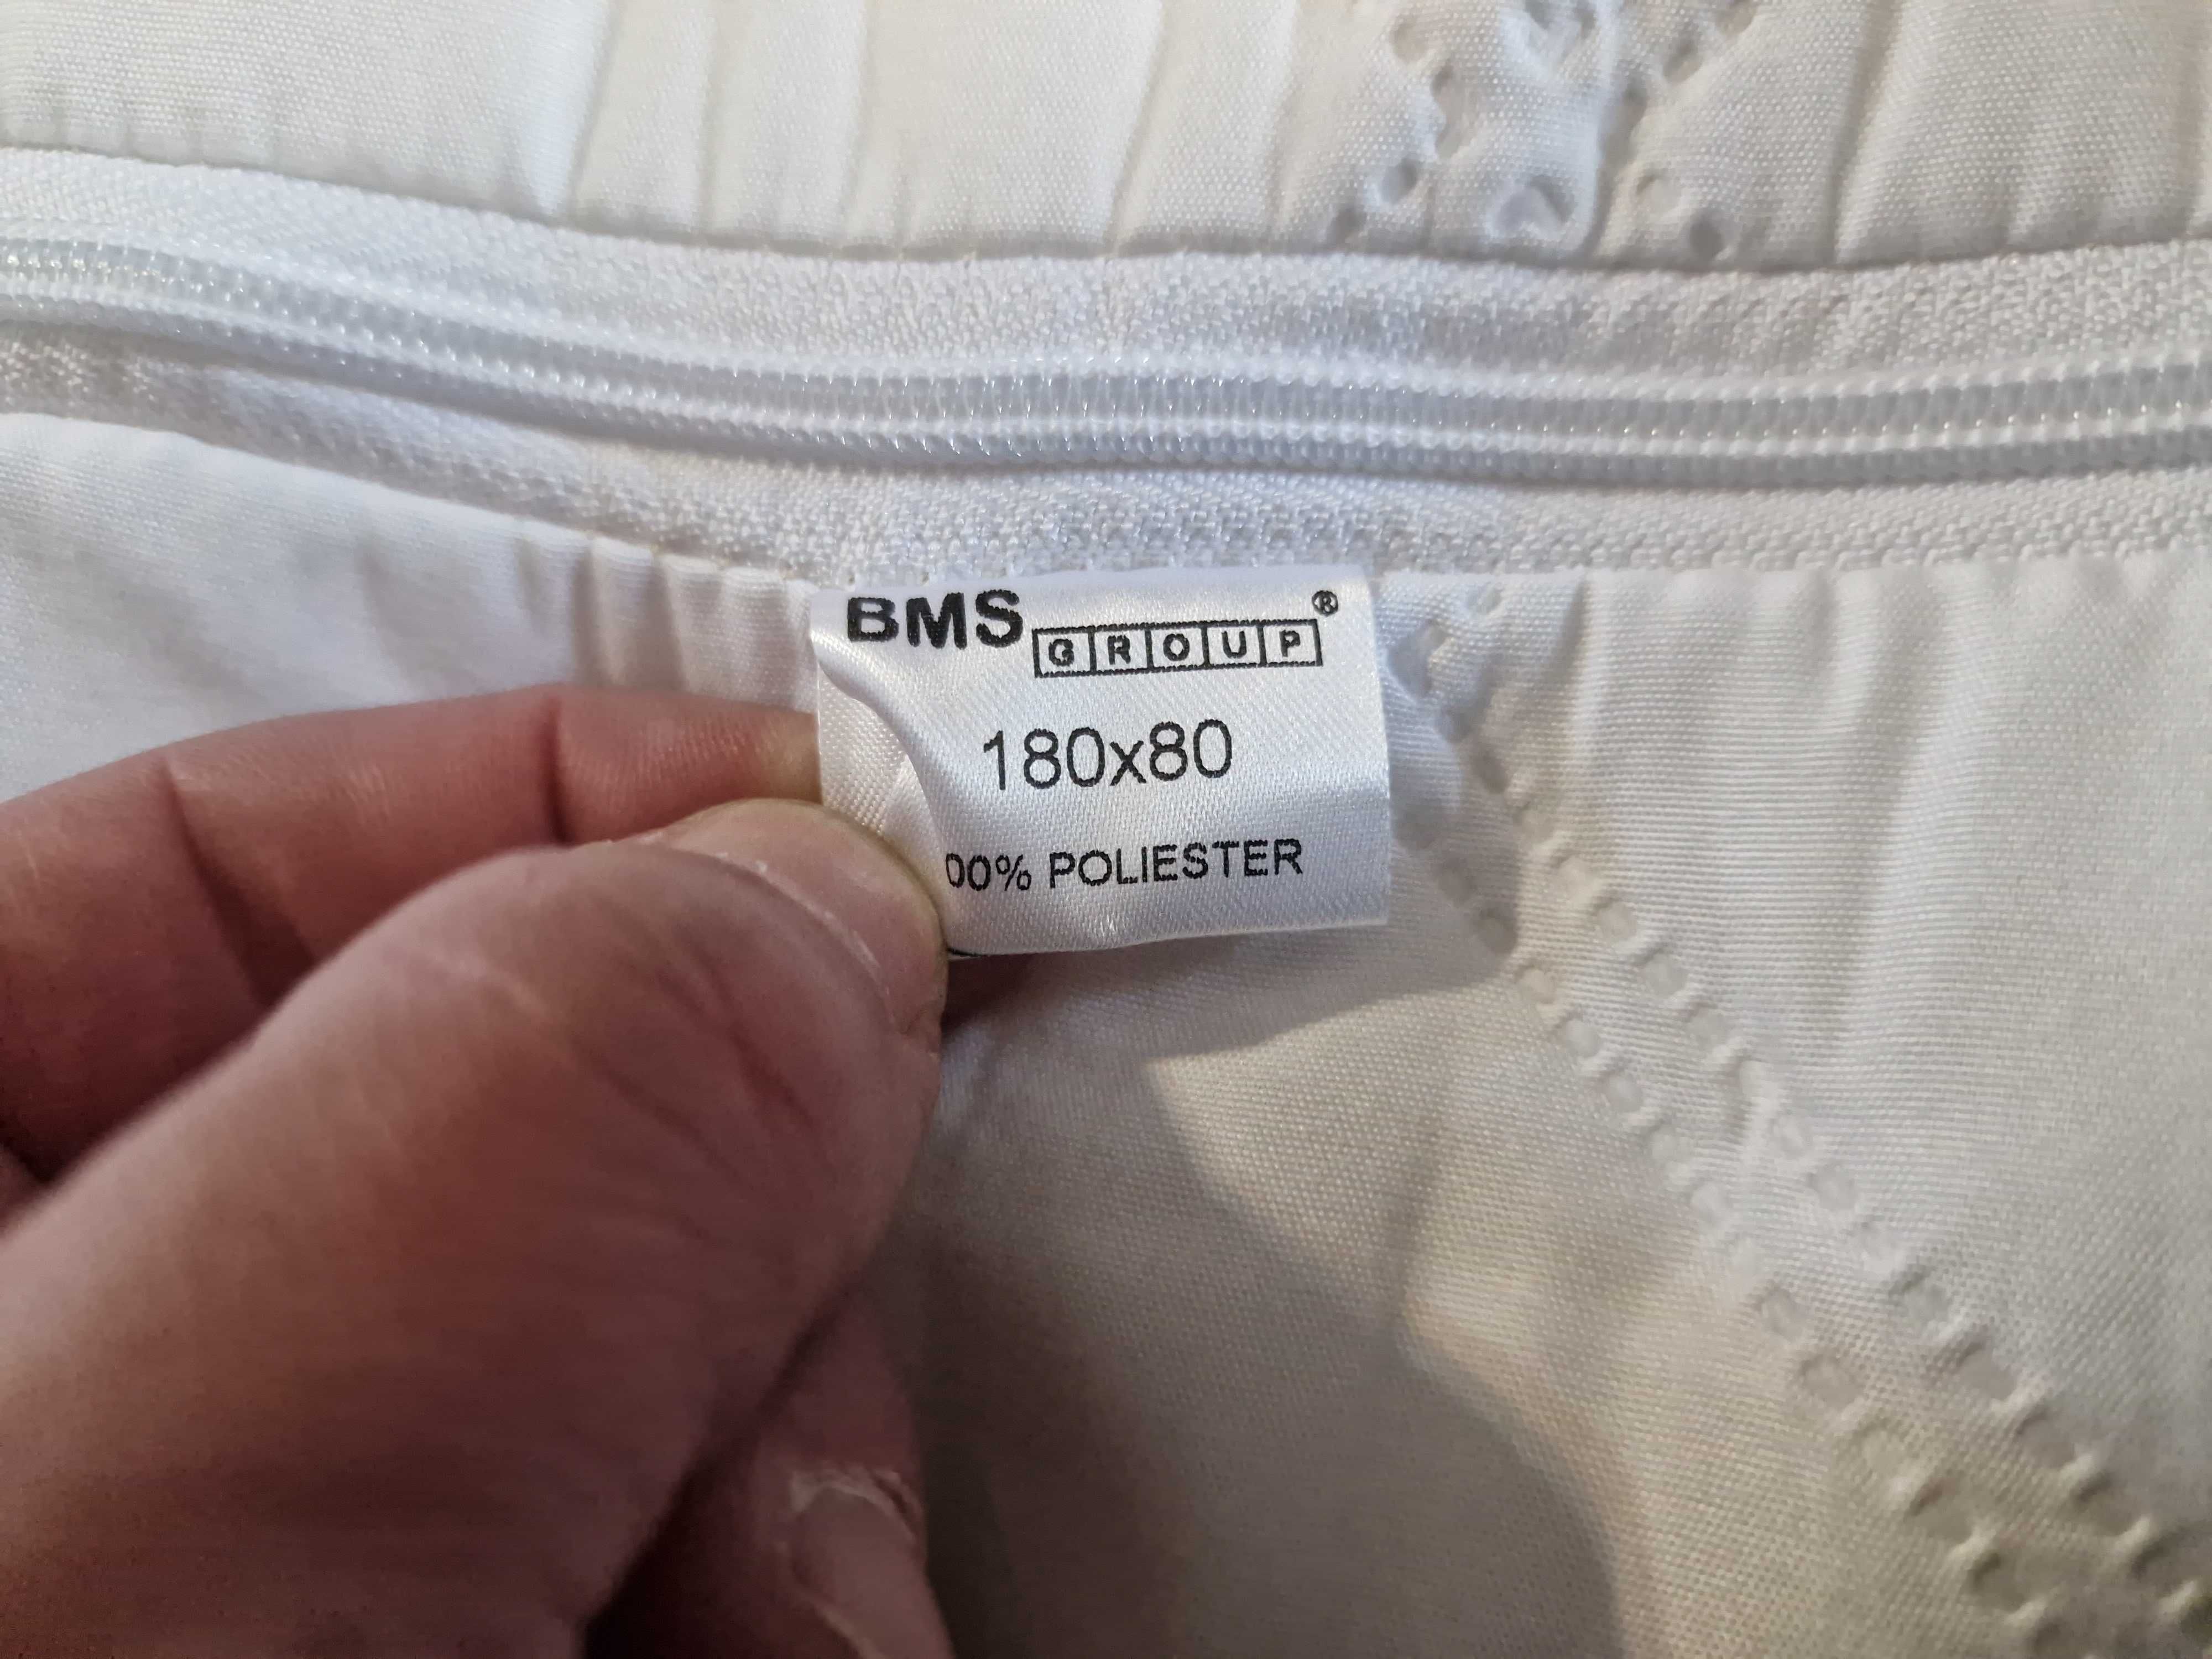 BMS GROUP®
180x80
00% POLIESTER